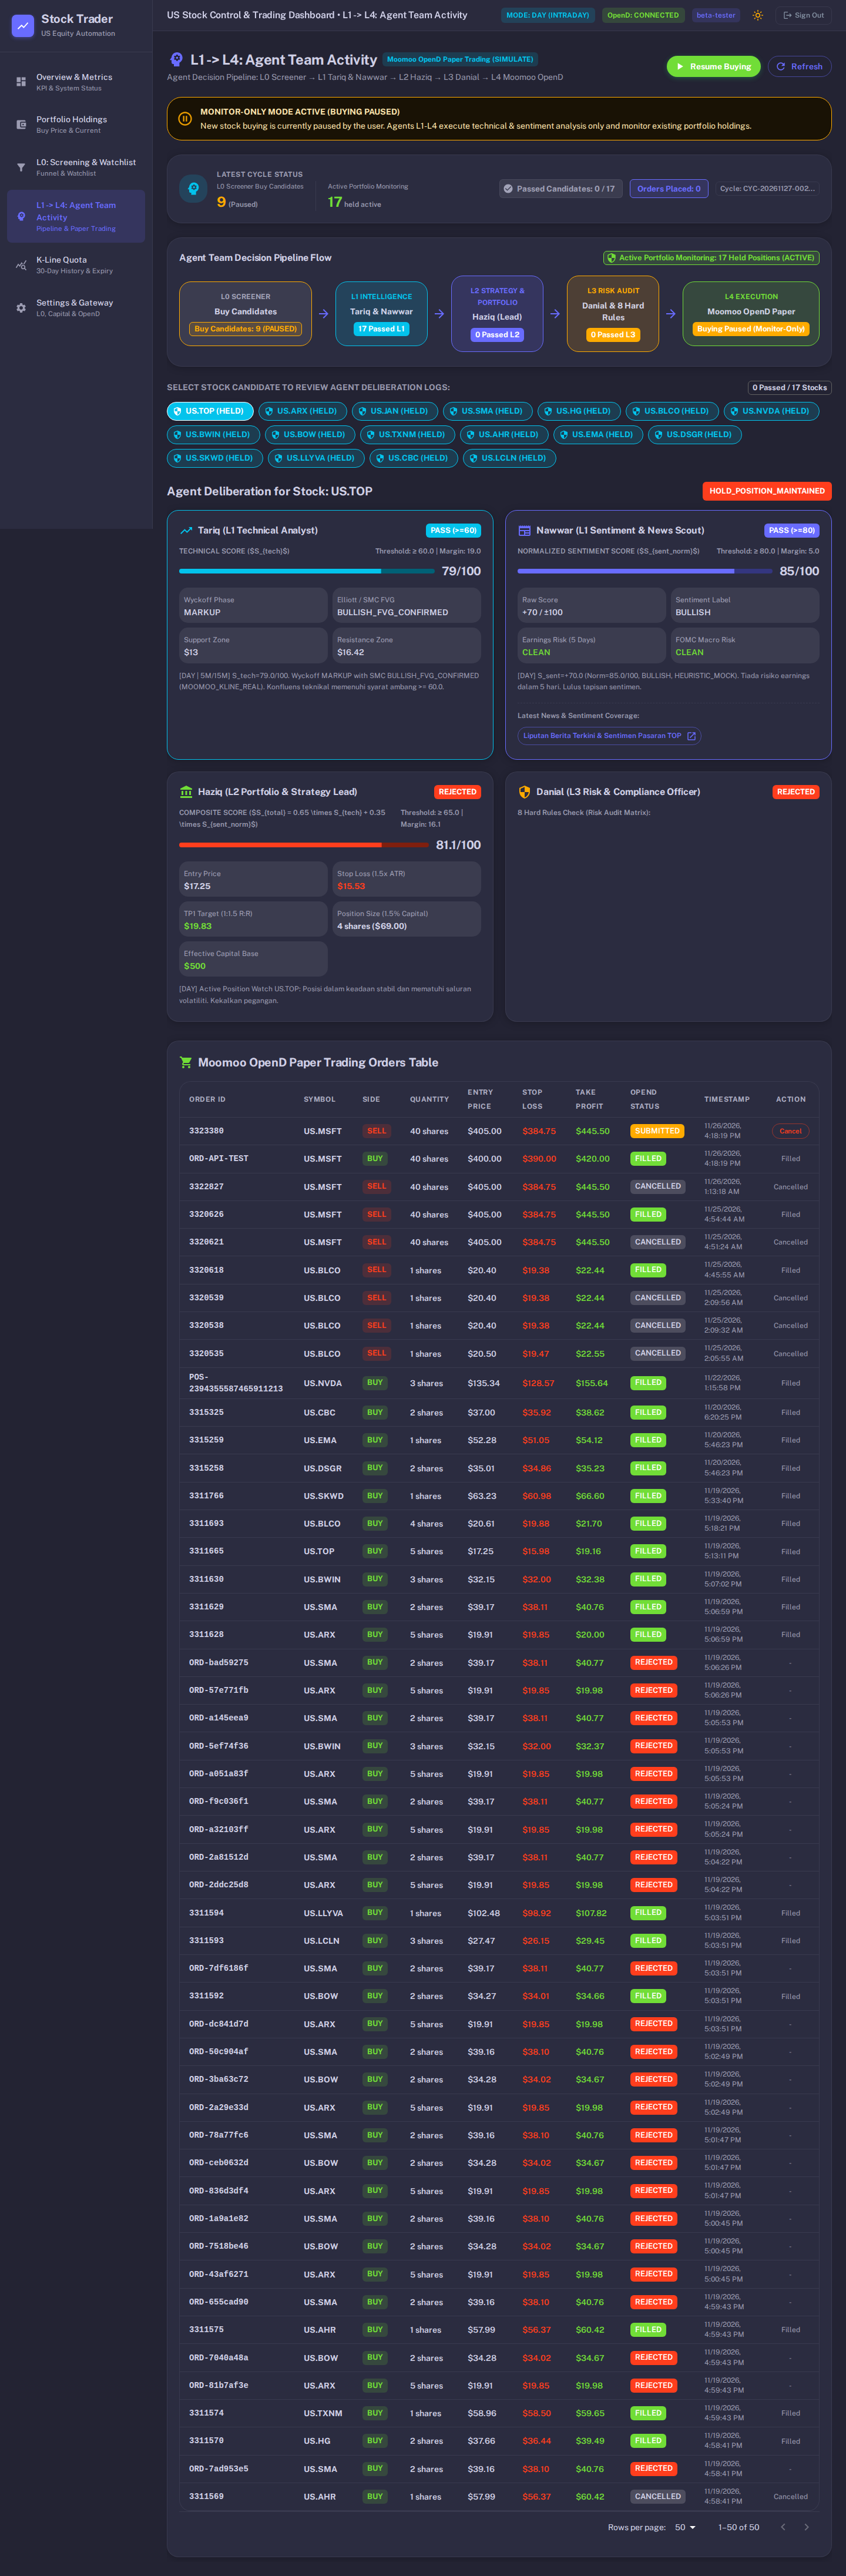 Stock Trader
US Equity Automation
Overview & Metrics
KPI & System Status
Portfolio Holdings
Buy Price & Current
L0: Screening & Watchlist
Funnel & Watchlist
L1 -> L4: Agent Team
Activity
Pipeline & Paper Trading
K-Line Quota
30-Day History & Expiry
Settings & Gateway
L0, Capital & OpenD
US Stock Control & Trading Dashboard • L1 -> L4: Agent Team Activity
MODE: DAY (INTRADAY)
OpenD: CONNECTED
beta-tester
Sign Out
L1 -> L4: Agent Team Activity
Moomoo OpenD Paper Trading (SIMULATE)
Agent Decision Pipeline: L0 Screener → L1 Tariq & Nawwar → L2 Haziq → L3 Danial → L4 Moomoo OpenD
Resume Buying
Refresh
MONITOR-ONLY MODE ACTIVE (BUYING PAUSED)
New stock buying is currently paused by the user. Agents L1-L4 execute technical & sentiment analysis only and monitor existing portfolio holdings.
LATEST CYCLE STATUS
L0 Screener Buy Candidates
9 (Paused)
Active Portfolio Monitoring
17 held active
Passed Candidates: 0 / 17
Orders Placed: 0
Cycle: CYC-20261127-002...
Agent Team Decision Pipeline Flow
Active Portfolio Monitoring: 17 Held Positions (ACTIVE)
L0 SCREENER
Buy Candidates
Buy Candidates: 9 (PAUSED)
L1 INTELLIGENCE
Tariq & Nawwar
17 Passed L1
L2 STRATEGY &
PORTFOLIO
Haziq (Lead)
0 Passed L2
L3 RISK AUDIT
Danial & 8 Hard
Rules
0 Passed L3
L4 EXECUTION
Moomoo OpenD Paper
Buying Paused (Monitor-Only)
SELECT STOCK CANDIDATE TO REVIEW AGENT DELIBERATION LOGS:
0 Passed / 17 Stocks
US.TOP (HELD) US.ARX (HELD) US.JAN (HELD) US.SMA (HELD) US.HG (HELD) US.BLCO (HELD) US.NVDA (HELD)
US.BWIN (HELD) US.BOW (HELD) US.TXNM (HELD) US.AHR (HELD) US.EMA (HELD) US.DSGR (HELD)
US.SKWD (HELD) US.LLYVA (HELD) US.CBC (HELD) US.LCLN (HELD)
Agent Deliberation for Stock: US.TOP
HOLD_POSITION_MAINTAINED
Tariq (L1 Technical Analyst)
PASS (>=60)
TECHNICAL SCORE ($S_{tech}$)
Threshold: ≥ 60.0 | Margin: 19.0
79/100
Wyckoff Phase
MARKUP
Elliott / SMC FVG
BULLISH_FVG_CONFIRMED
Support Zone
$13
Resistance Zone
$16.42
[DAY | 5M/15M] S_tech=79.0/100. Wyckoff MARKUP with SMC BULLISH_FVG_CONFIRMED
(MOOMOO_KLINE_REAL). Konfluens teknikal memenuhi syarat ambang >= 60.0.
Nawwar (L1 Sentiment & News Scout)
PASS (>=80)
NORMALIZED SENTIMENT SCORE ($S_{sent_norm}$)
Threshold: ≥ 80.0 | Margin: 5.0
85/100
Raw Score
+70 / ±100
Sentiment Label
BULLISH
Earnings Risk (5 Days)
CLEAN
FOMC Macro Risk
CLEAN
[DAY] S_sent=+70.0 (Norm=85.0/100, BULLISH, HEURISTIC_MOCK). Tiada risiko earnings
dalam 5 hari. Lulus tapisan sentimen.
Latest News & Sentiment Coverage:
Liputan Berita Terkini & Sentimen Pasaran TOP
Haziq (L2 Portfolio & Strategy Lead)
REJECTED
COMPOSITE SCORE ($S_{total} = 0.65 \times S_{tech} + 0.35
\times S_{sent_norm}$)
Threshold: ≥ 65.0 |
Margin: 16.1
81.1/100
Entry Price
$17.25
Stop Loss (1.5x ATR)
$15.53
TP1 Target (1:1.5 R:R)
$19.83
Position Size (1.5% Capital)
4 shares ($69.00)
Effective Capital Base
$500
[DAY] Active Position Watch US.TOP: Posisi dalam keadaan stabil dan mematuhi saluran
volatiliti. Kekalkan pegangan.
Danial (L3 Risk & Compliance Officer)
REJECTED
8 Hard Rules Check (Risk Audit Matrix):
Moomoo OpenD Paper Trading Orders Table
ORDER ID SYMBOL SIDE QUANTITY ENTRY PRICE STOP LOSS TAKE PROFIT OPEND STATUS TIMESTAMP ACTION
3323380 US.MSFT SELL 40 shares $405.00 $384.75 $445.50 SUBMITTED 11/26/2026, 4:18:19 PM Cancel
ORD-API-TEST US.MSFT BUY 40 shares $400.00 $390.00 $420.00 FILLED 11/26/2026, 4:18:19 PM Filled
3322827 US.MSFT SELL 40 shares $405.00 $384.75 $445.50 CANCELLED 11/26/2026, 1:13:18 AM Cancelled
3320626 US.MSFT SELL 40 shares $405.00 $384.75 $445.50 FILLED 11/25/2026, 4:54:44 AM Filled
3320621 US.MSFT SELL 40 shares $405.00 $384.75 $445.50 CANCELLED 11/25/2026, 4:51:24 AM Cancelled
3320618 US.BLCO SELL 1 shares $20.40 $19.38 $22.44 FILLED 11/25/2026, 4:45:55 AM Filled
3320539 US.BLCO SELL 1 shares $20.40 $19.38 $22.44 CANCELLED 11/25/2026, 2:09:56 AM Cancelled
3320538 US.BLCO SELL 1 shares $20.40 $19.38 $22.44 CANCELLED 11/25/2026, 2:09:32 AM Cancelled
3320535 US.BLCO SELL 1 shares $20.50 $19.47 $22.55 CANCELLED 11/25/2026, 2:05:55 AM Cancelled
POS-2394355587465911213 US.NVDA BUY 3 shares $135.34 $128.57 $155.64 FILLED 11/22/2026, 1:15:58 PM Filled
3315325 US.CBC BUY 2 shares $37.00 $35.92 $38.62 FILLED 11/20/2026, 6:20:25 PM Filled
3315259 US.EMA BUY 1 shares $52.28 $51.05 $54.12 FILLED 11/20/2026, 5:46:23 PM Filled
3315258 US.DSGR BUY 2 shares $35.01 $34.86 $35.23 FILLED 11/20/2026, 5:46:23 PM Filled
3311766 US.SKWD BUY 1 shares $63.23 $60.98 $66.60 FILLED 11/19/2026, 5:33:40 PM Filled
3311693 US.BLCO BUY 4 shares $20.61 $19.88 $21.70 FILLED 11/19/2026, 5:18:21 PM Filled
3311665 US.TOP BUY 5 shares $17.25 $15.98 $19.16 FILLED 11/19/2026, 5:13:11 PM Filled
3311630 US.BWIN BUY 3 shares $32.15 $32.00 $32.38 FILLED 11/19/2026, 5:07:02 PM Filled
3311629 US.SMA BUY 2 shares $39.17 $38.11 $40.76 FILLED 11/19/2026, 5:06:59 PM Filled
3311628 US.ARX BUY 5 shares $19.91 $19.85 $20.00 FILLED 11/19/2026, 5:06:59 PM Filled
ORD-bad59275 US.SMA BUY 2 shares $39.17 $38.11 $40.77 REJECTED 11/19/2026, 5:06:26 PM -
ORD-57e771fb US.ARX BUY 5 shares $19.91 $19.85 $19.98 REJECTED 11/19/2026, 5:06:26 PM -
ORD-a145eea9 US.SMA BUY 2 shares $39.17 $38.11 $40.77 REJECTED 11/19/2026, 5:05:53 PM -
ORD-5ef74f36 US.BWIN BUY 3 shares $32.15 $32.00 $32.37 REJECTED 11/19/2026, 5:05:53 PM -
ORD-a051a83f US.ARX BUY 5 shares $19.91 $19.85 $19.98 REJECTED 11/19/2026, 5:05:53 PM -
ORD-f9c036f1 US.SMA BUY 2 shares $39.17 $38.11 $40.77 REJECTED 11/19/2026, 5:05:24 PM -
ORD-a32103ff US.ARX BUY 5 shares $19.91 $19.85 $19.98 REJECTED 11/19/2026, 5:05:24 PM -
ORD-2a81512d US.SMA BUY 2 shares $39.17 $38.11 $40.77 REJECTED 11/19/2026, 5:04:22 PM -
ORD-2ddc25d8 US.ARX BUY 5 shares $19.91 $19.85 $19.98 REJECTED 11/19/2026, 5:04:22 PM -
3311594 US.LLYVA BUY 1 shares $102.48 $98.92 $107.82 FILLED 11/19/2026, 5:03:51 PM Filled
3311593 US.LCLN BUY 3 shares $27.47 $26.15 $29.45 FILLED 11/19/2026, 5:03:51 PM Filled
ORD-7df6186f US.SMA BUY 2 shares $39.17 $38.11 $40.77 REJECTED 11/19/2026, 5:03:51 PM -
3311592 US.BOW BUY 2 shares $34.27 $34.01 $34.66 FILLED 11/19/2026, 5:03:51 PM Filled
ORD-dc841d7d US.ARX BUY 5 shares $19.91 $19.85 $19.98 REJECTED 11/19/2026, 5:03:51 PM -
ORD-50c904af US.SMA BUY 2 shares $39.16 $38.10 $40.76 REJECTED 11/19/2026, 5:02:49 PM -
ORD-3ba63c72 US.BOW BUY 2 shares $34.28 $34.02 $34.67 REJECTED 11/19/2026, 5:02:49 PM -
ORD-2a29e33d US.ARX BUY 5 shares $19.91 $19.85 $19.98 REJECTED 11/19/2026, 5:02:49 PM -
ORD-78a77fc6 US.SMA BUY 2 shares $39.16 $38.10 $40.76 REJECTED 11/19/2026, 5:01:47 PM -
ORD-ceb0632d US.BOW BUY 2 shares $34.28 $34.02 $34.67 REJECTED 11/19/2026, 5:01:47 PM -
ORD-836d3df4 US.ARX BUY 5 shares $19.91 $19.85 $19.98 REJECTED 11/19/2026, 5:01:47 PM -
ORD-1a9a1e82 US.SMA BUY 2 shares $39.16 $38.10 $40.76 REJECTED 11/19/2026, 5:00:45 PM -
ORD-7518be46 US.BOW BUY 2 shares $34.28 $34.02 $34.67 REJECTED 11/19/2026, 5:00:45 PM -
ORD-43af6271 US.ARX BUY 5 shares $19.91 $19.85 $19.98 REJECTED 11/19/2026, 5:00:45 PM -
ORD-655cad90 US.SMA BUY 2 shares $39.16 $38.10 $40.76 REJECTED 11/19/2026, 4:59:43 PM -
3311575 US.AHR BUY 1 shares $57.99 $56.37 $60.42 FILLED 11/19/2026, 4:59:43 PM Filled
ORD-7040a48a US.BOW BUY 2 shares $34.28 $34.02 $34.67 REJECTED 11/19/2026, 4:59:43 PM -
ORD-81b7af3e US.ARX BUY 5 shares $19.91 $19.85 $19.98 REJECTED 11/19/2026, 4:59:43 PM -
3311574 US.TXNM BUY 1 shares $58.96 $58.50 $59.65 FILLED 11/19/2026, 4:59:43 PM Filled
3311570 US.HG BUY 2 shares $37.66 $36.44 $39.49 FILLED 11/19/2026, 4:58:41 PM Filled
ORD-7ad953e5 US.SMA BUY 2 shares $39.16 $38.10 $40.76 REJECTED 11/19/2026, 4:58:41 PM -
3311569 US.AHR BUY 1 shares $57.99 $56.37 $60.42 CANCELLED 11/19/2026, 4:58:41 PM Cancelled
Rows per page: 50 1–50 of 50